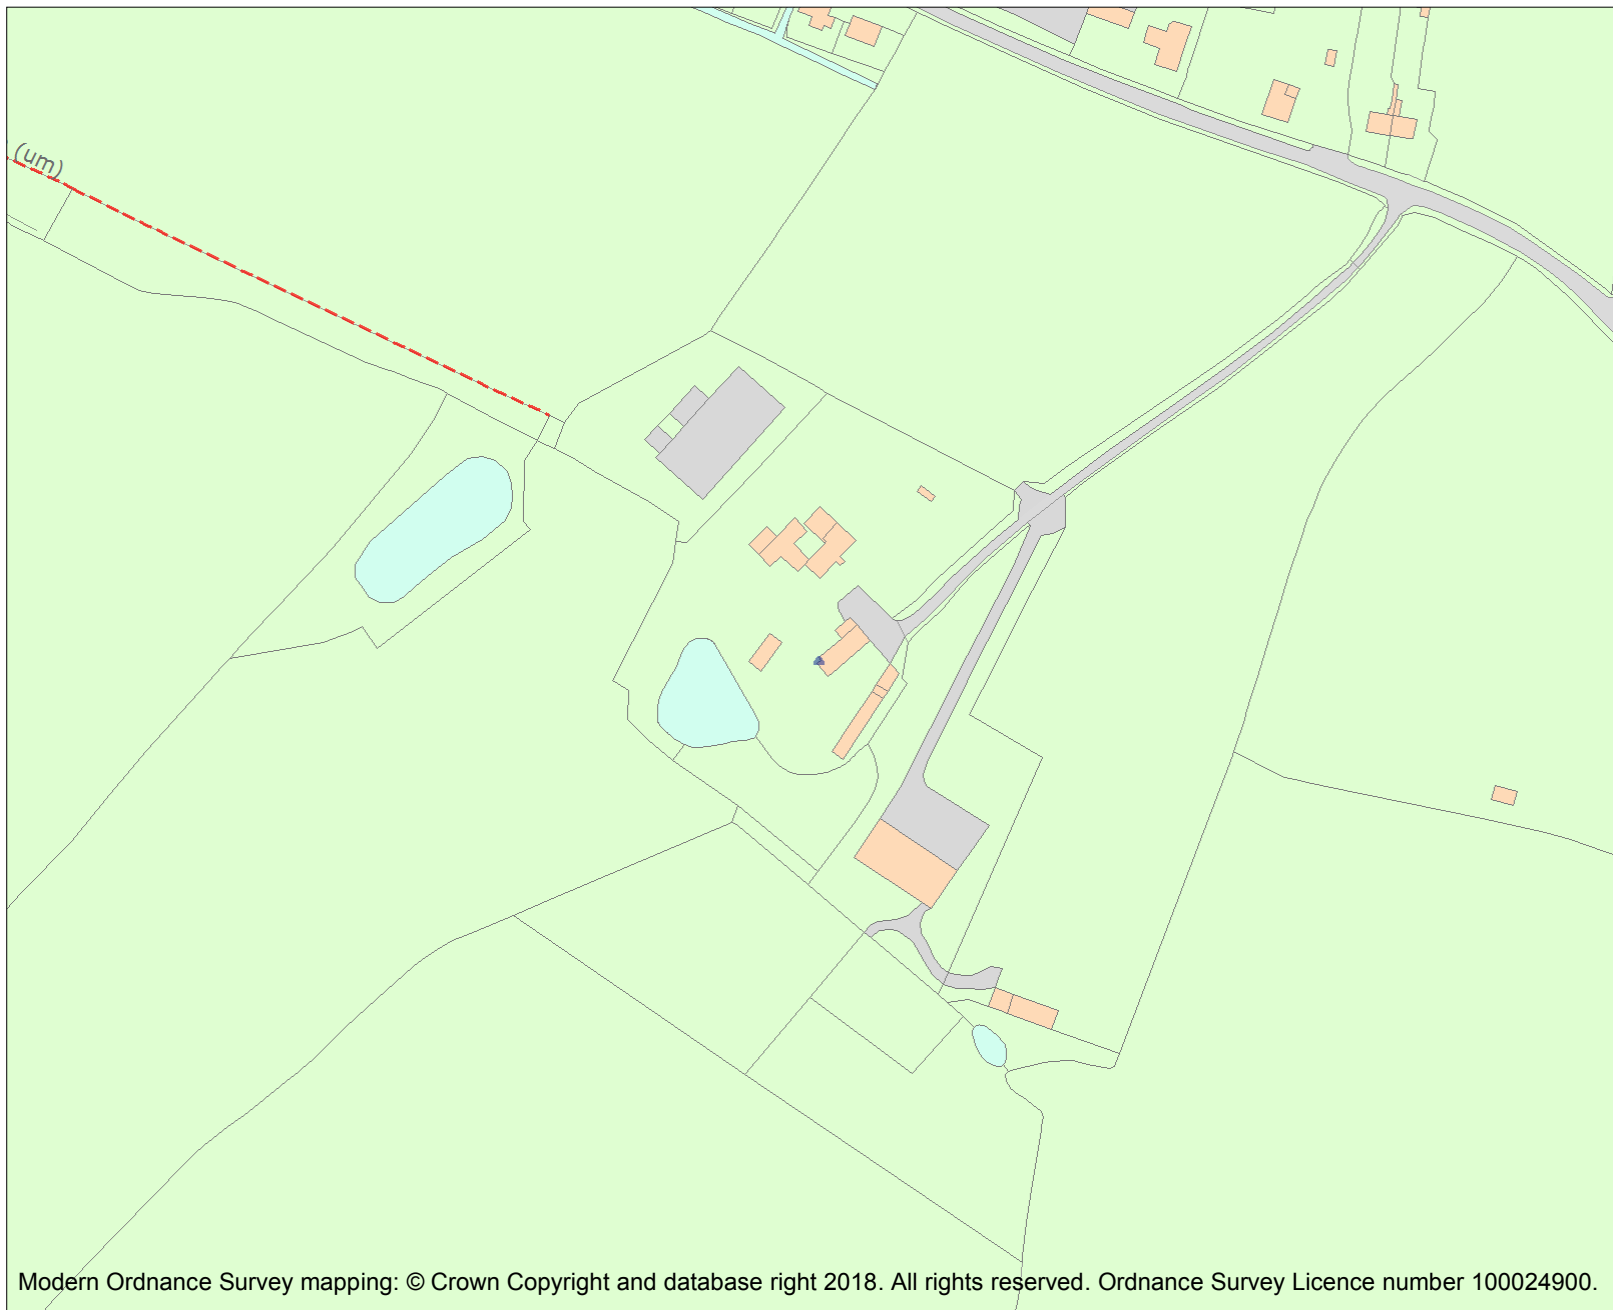 (um)
Modern Ordnance Survey mapping: © Crown Copyright and database right 2018. All rights reserved. Ordnance Survey Licence number 100024900.